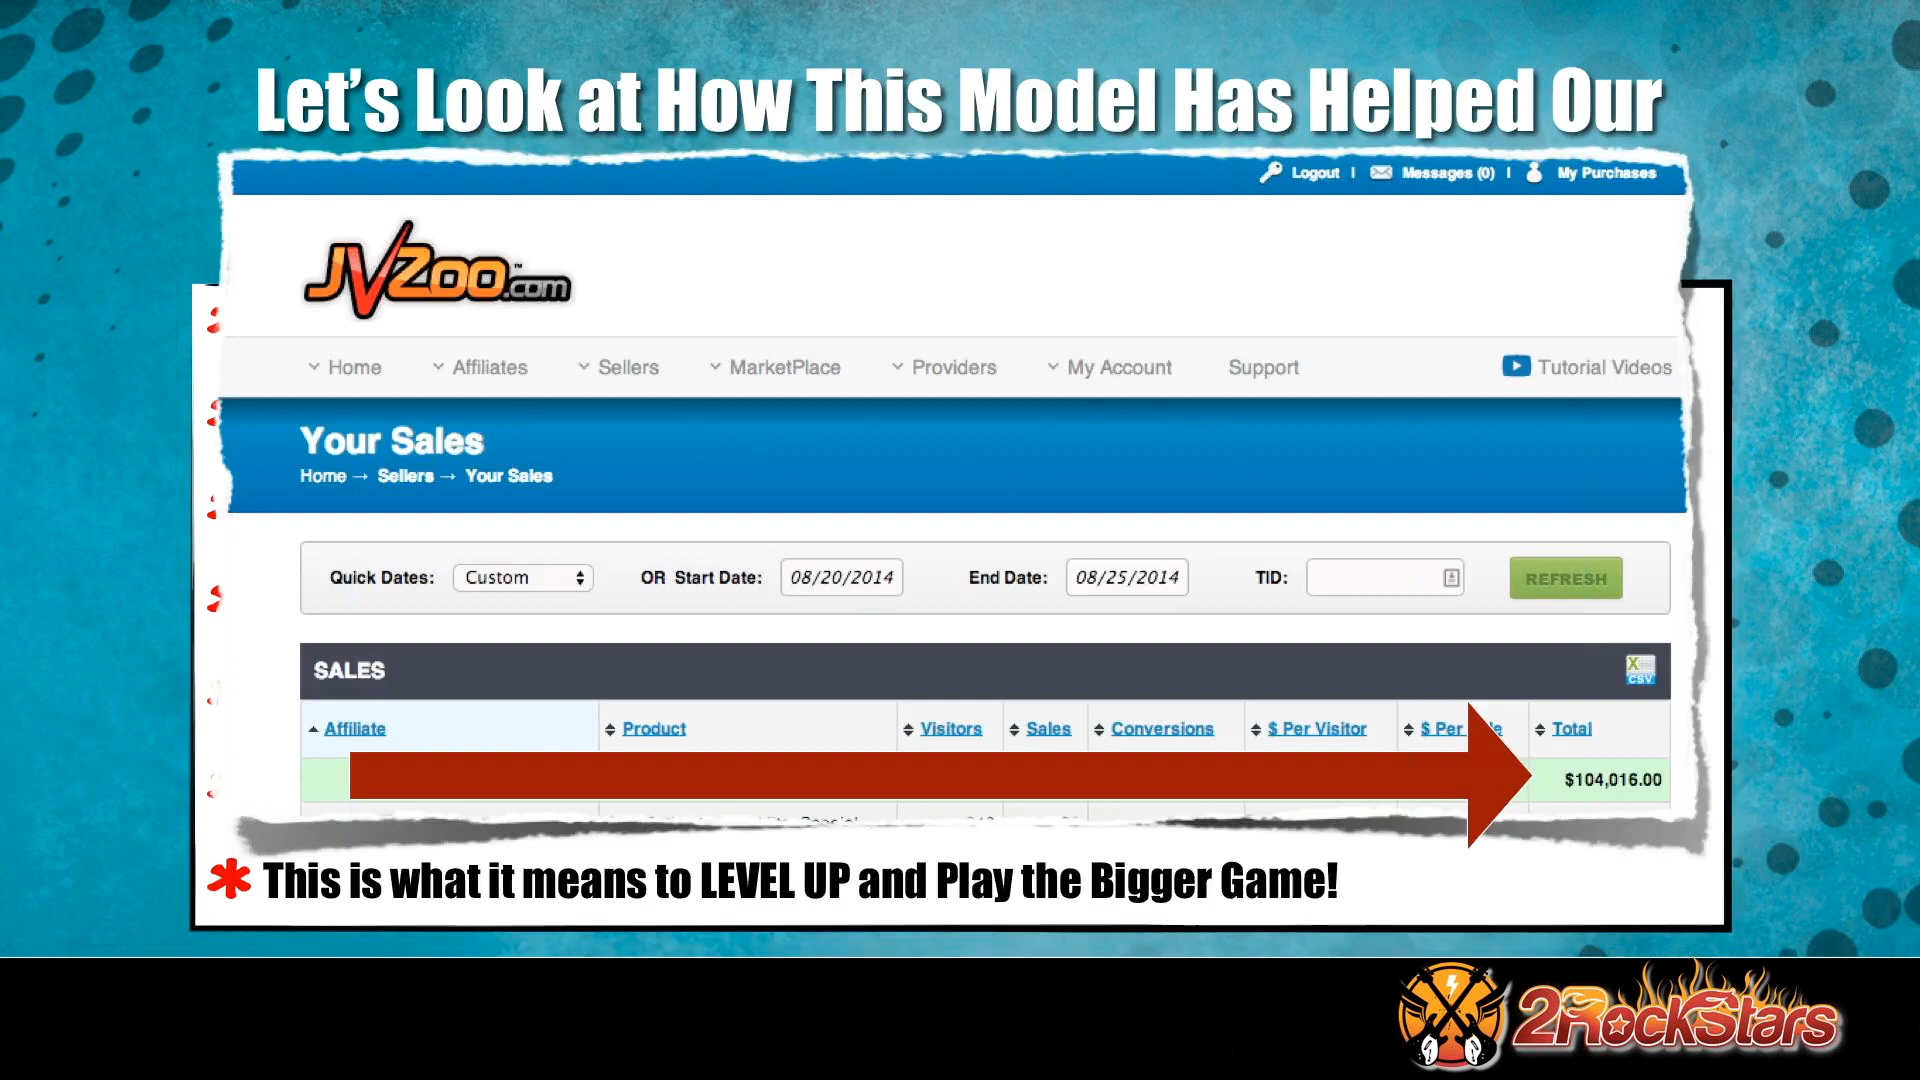 Let's Look at How This Model Has Helped Our
Logout | Messages (0) | My Purchases
JVZoo.com™
Home Affiliates Sellers MarketPlace Providers My Account Support Tutorial Videos
Your Sales
Home → Sellers → Your Sales
Quick Dates: Custom OR Start Date: 08/20/2014 End Date: 08/25/2014 TID: REFRESH
SALES
CSV
Affiliate Product Visitors Sales Conversions $ Per Visitor $ Per Total
$104,016.00
* This is what it means to LEVEL UP and Play the Bigger Game!
2RockStars